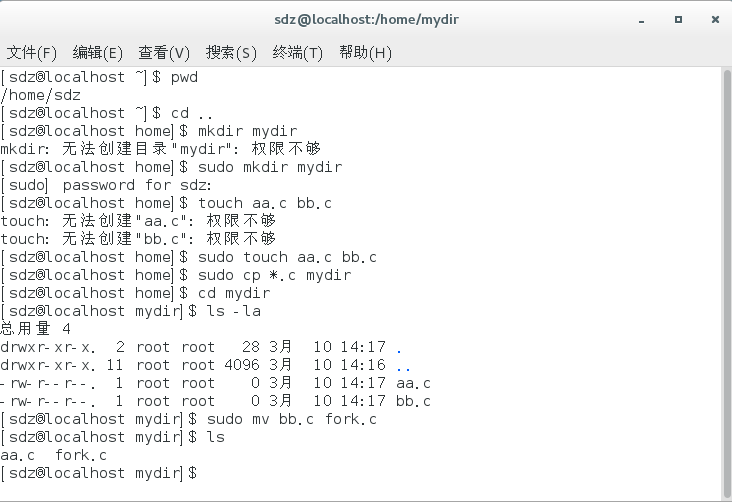 sdz@localhost:/home/mydir
文件(F) 编辑(E) 查看(V) 搜索(S) 终端(T) 帮助(H)
[sdz@localhost ~]$ pwd
/home/sdz
[sdz@localhost ~]$ cd ..
[sdz@localhost home]$ mkdir mydir
mkdir: 无法创建目录"mydir": 权限不够
[sdz@localhost home]$ sudo mkdir mydir
[sudo] password for sdz:
[sdz@localhost home]$ touch aa.c bb.c
touch: 无法创建"aa.c": 权限不够
touch: 无法创建"bb.c": 权限不够
[sdz@localhost home]$ sudo touch aa.c bb.c
[sdz@localhost home]$ sudo cp *.c mydir
[sdz@localhost home]$ cd mydir
[sdz@localhost mydir]$ ls -la
总用量 4
drwxr-xr-x.  2 root root   28 3月  10 14:17 .
drwxr-xr-x. 11 root root 4096 3月  10 14:16 ..
-rw-r--r--.  1 root root    0 3月  10 14:17 aa.c
-rw-r--r--.  1 root root    0 3月  10 14:17 bb.c
[sdz@localhost mydir]$ sudo mv bb.c fork.c
[sdz@localhost mydir]$ ls
aa.c  fork.c
[sdz@localhost mydir]$